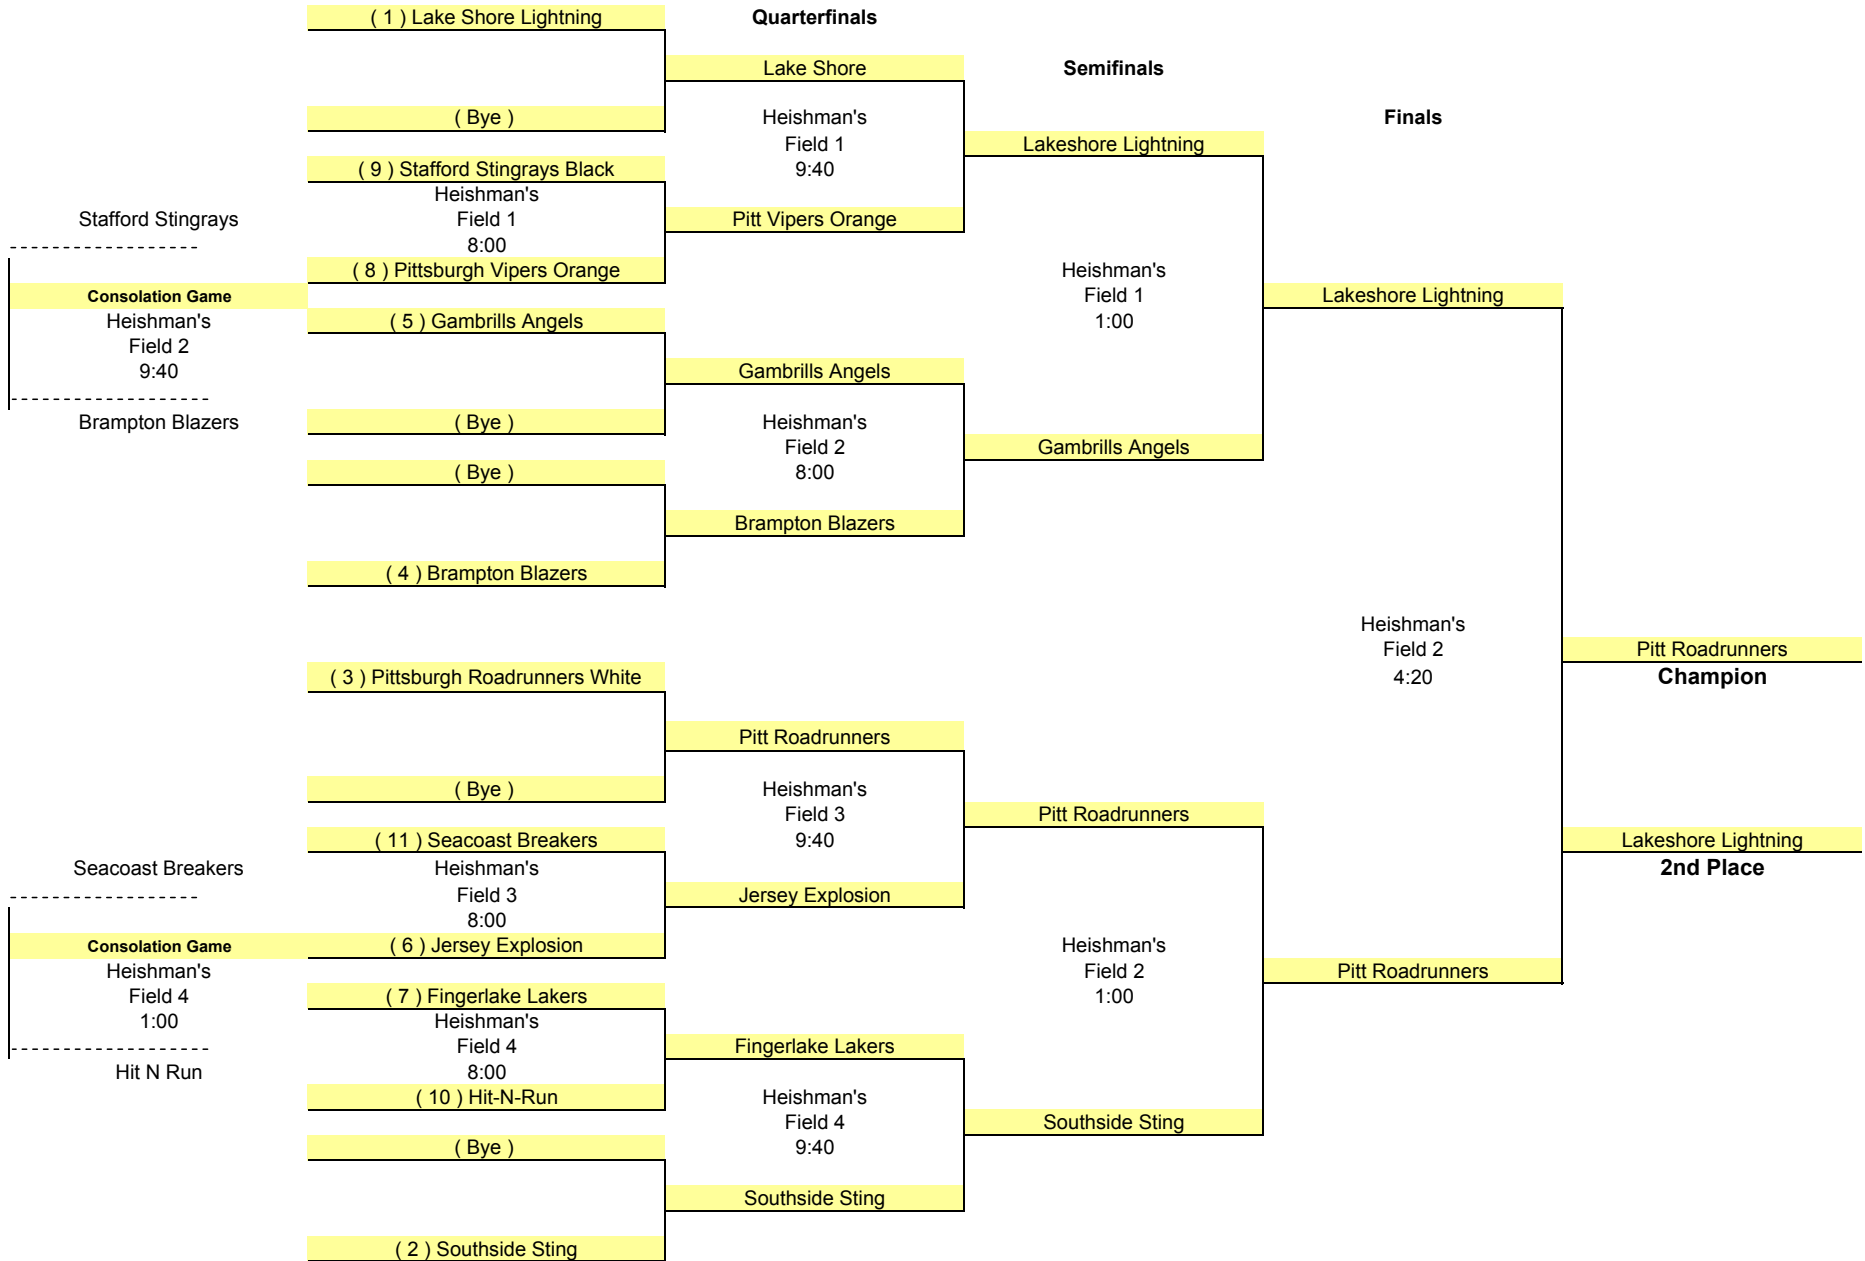 ( 1 ) Lake Shore Lightning
Quarterfinals
Lake Shore
Semifinals
( Bye )
Heishman's
Field 1
9:40
Finals
Lakeshore Lightning
( 9 ) Stafford Stingrays Black
Heishman's
Field 1
8:00
Stafford Stingrays
------------------
Pitt Vipers Orange
( 8 ) Pittsburgh Vipers Orange
Heishman's
Field 1
1:00
Consolation Game
Heishman's
Field 2
9:40
-------------------
Brampton Blazers
( 5 ) Gambrills Angels
Lakeshore Lightning
Gambrills Angels
( Bye )
Heishman's
Field 2
8:00
Gambrills Angels
( Bye )
Brampton Blazers
( 4 ) Brampton Blazers
Heishman's
Field 2
4:20
Pitt Roadrunners
Champion
( 3 ) Pittsburgh Roadrunners White
Pitt Roadrunners
( Bye )
Heishman's
Field 3
9:40
Pitt Roadrunners
( 11 ) Seacoast Breakers
Lakeshore Lightning
2nd Place
Seacoast Breakers
------------------
Heishman's
Field 3
8:00
Jersey Explosion
Consolation Game
Heishman's
Field 4
1:00
-------------------
Hit N Run
( 6 ) Jersey Explosion
Heishman's
Field 2
1:00
Pitt Roadrunners
( 7 ) Fingerlake Lakers
Heishman's
Field 4
8:00
Fingerlake Lakers
( 10 ) Hit-N-Run
Heishman's
Field 4
9:40
Southside Sting
( Bye )
Southside Sting
( 2 ) Southside Sting